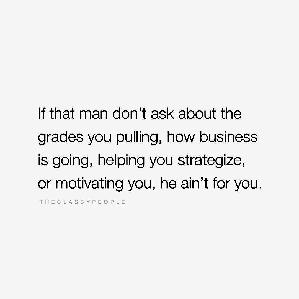 If that man don't ask about the
grades you pulling, how business
is going, helping you strategize,
or motivating you, he ain't for you.
THECLASSYPEOPLE